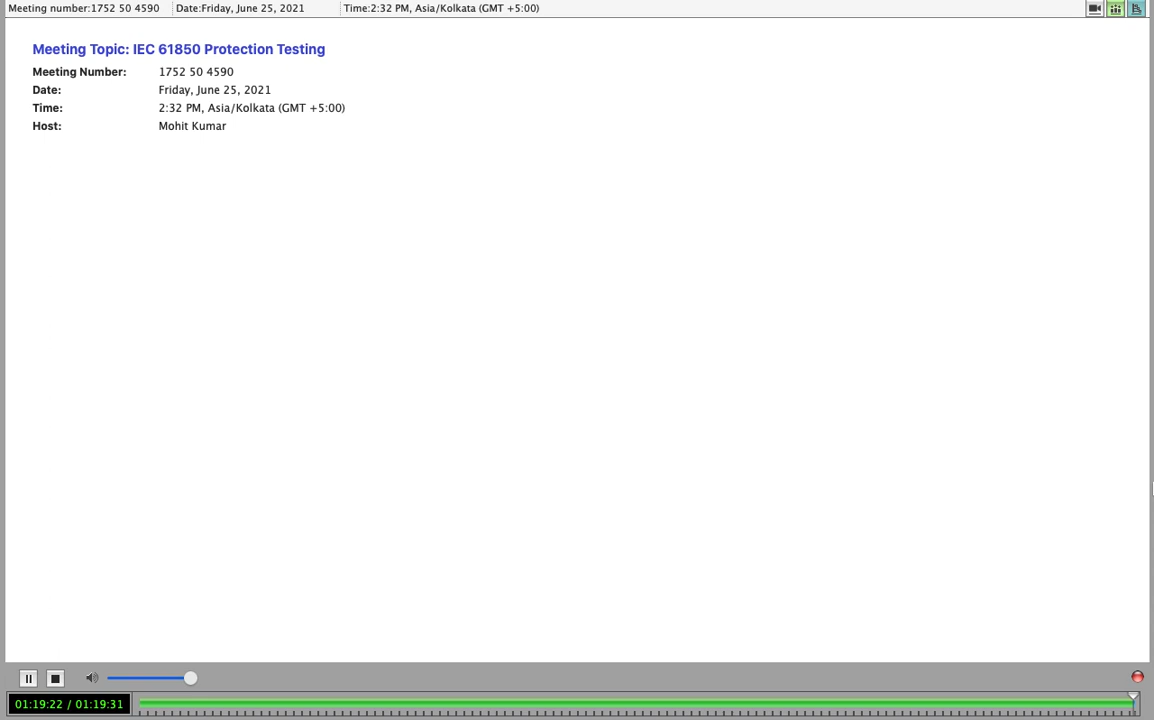 Meeting number:1752 50 4590 Date:Friday, June 25, 2021 Time:2:32 PM, Asia/Kolkata (GMT +5:00)
Meeting Topic: IEC 61850 Protection Testing
Meeting Number: 1752 50 4590
Date: Friday, June 25, 2021
Time: 2:32 PM, Asia/Kolkata (GMT +5:00)
Host: Mohit Kumar
01:19:22 / 01:19:31